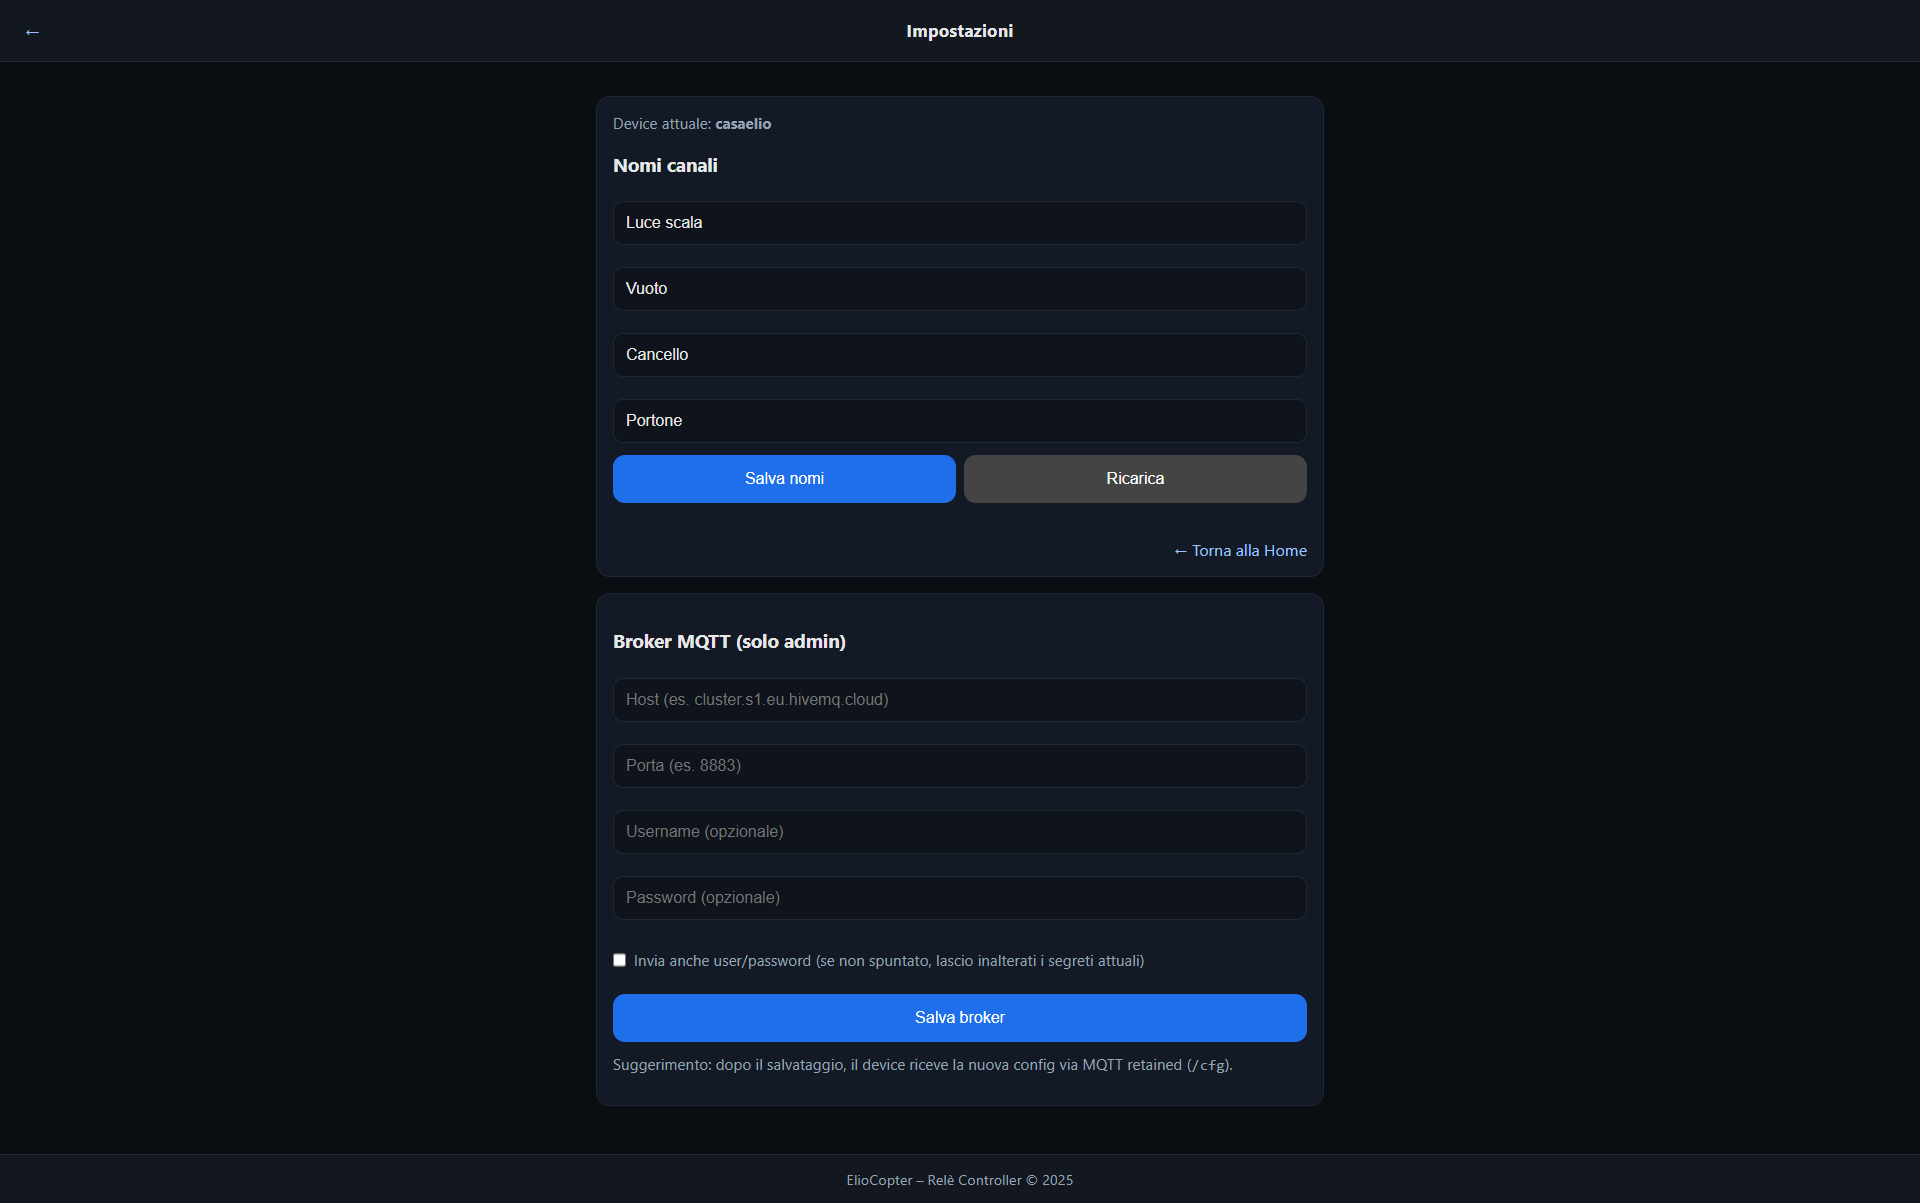 ←
Impostazioni
Device attuale: casaelio
Nomi canali
Luce scala
Vuoto
Cancello
Portone
Salva nomi
Ricarica
← Torna alla Home
Broker MQTT (solo admin)
Host (es. cluster.s1.eu.hivemq.cloud)
Porta (es. 8883)
Username (opzionale)
Password (opzionale)
Invia anche user/password (se non spuntato, lascio inalterati i segreti attuali)
Salva broker
Suggerimento: dopo il salvataggio, il device riceve la nuova config via MQTT retained (/cfg).
ElioCopter – Relè Controller © 2025